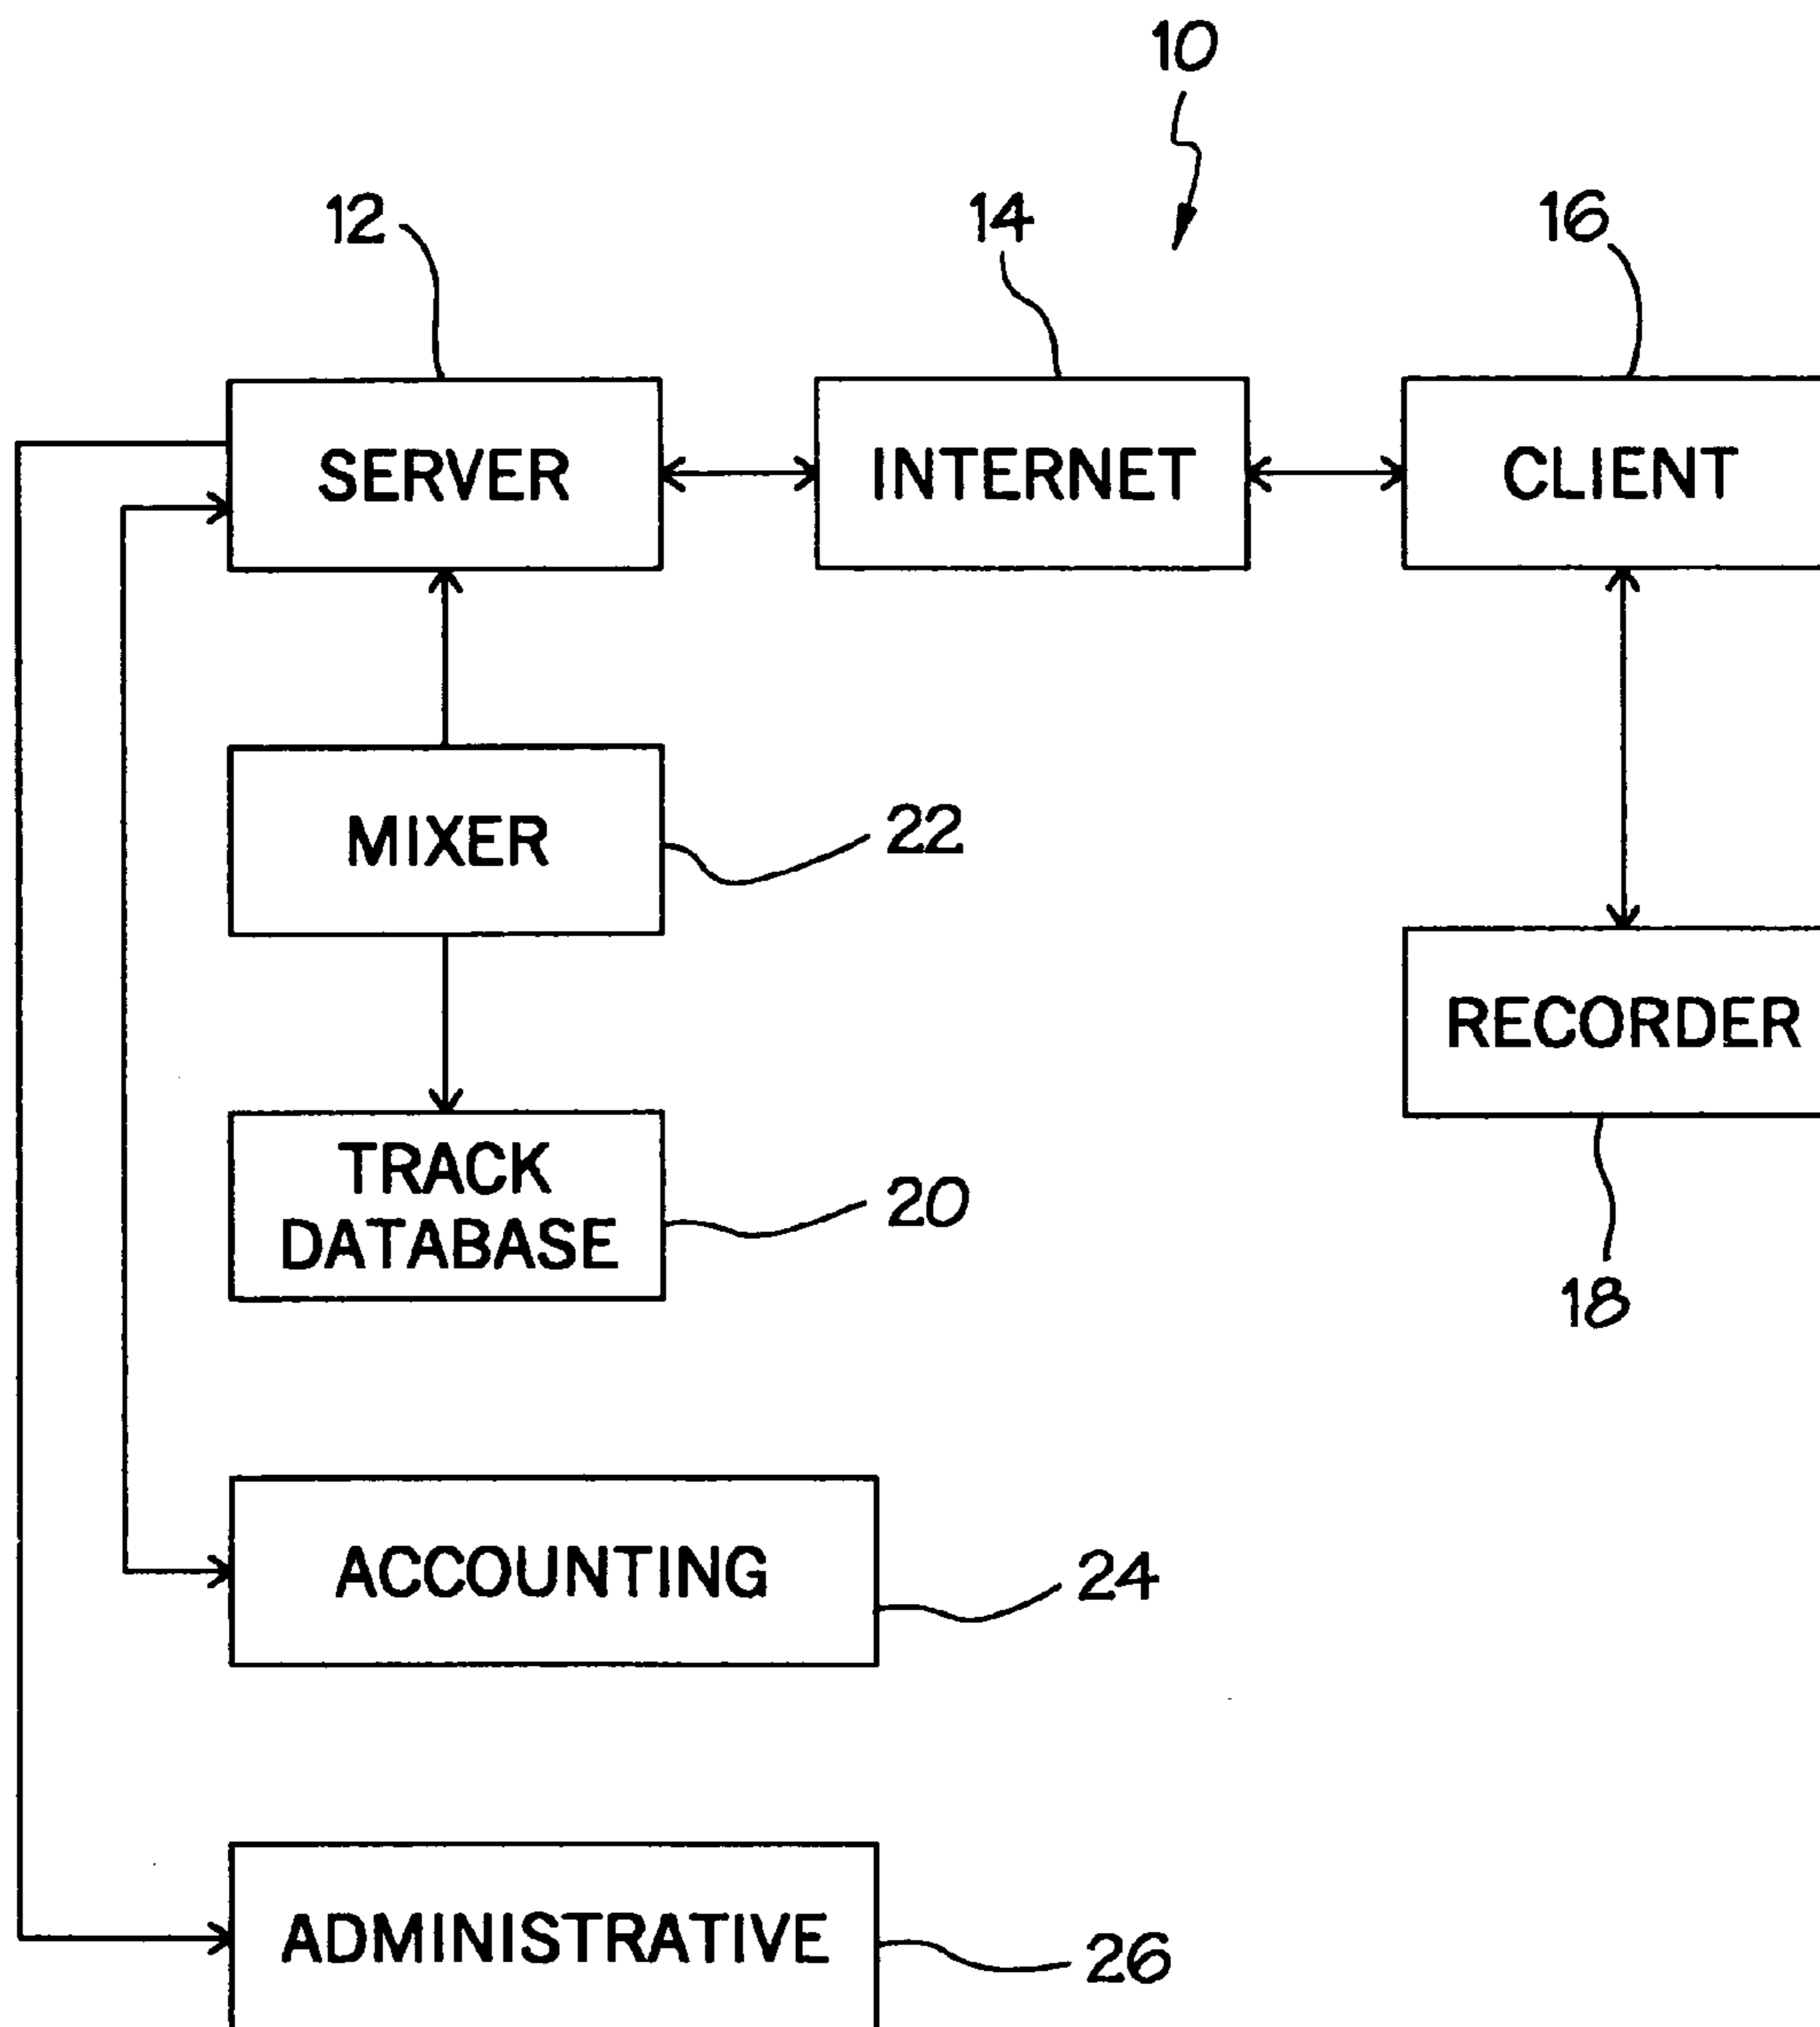 10
12
14
16
SERVER
INTERNET
CLIENT
MIXER
22
RECORDER
TRACK
DATABASE
20
18
ACCOUNTING
24
ADMINISTRATIVE
26